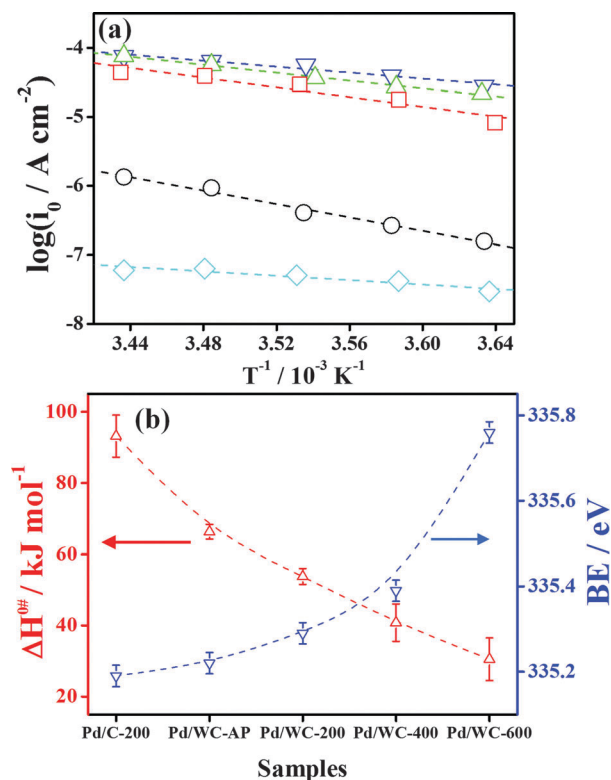 (a)
log(i₀ / A cm⁻²)
-4
-5
-6
-7
-8
3.44 3.48 3.52 3.56 3.60 3.64
T⁻¹ / 10⁻³ K⁻¹
(b)
ΔH⁰# / kJ mol⁻¹
100
80
60
40
20
335.8
335.6
335.4
335.2
BE / eV
Pd/C-200 Pd/WC-AP Pd/WC-200 Pd/WC-400 Pd/WC-600
Samples